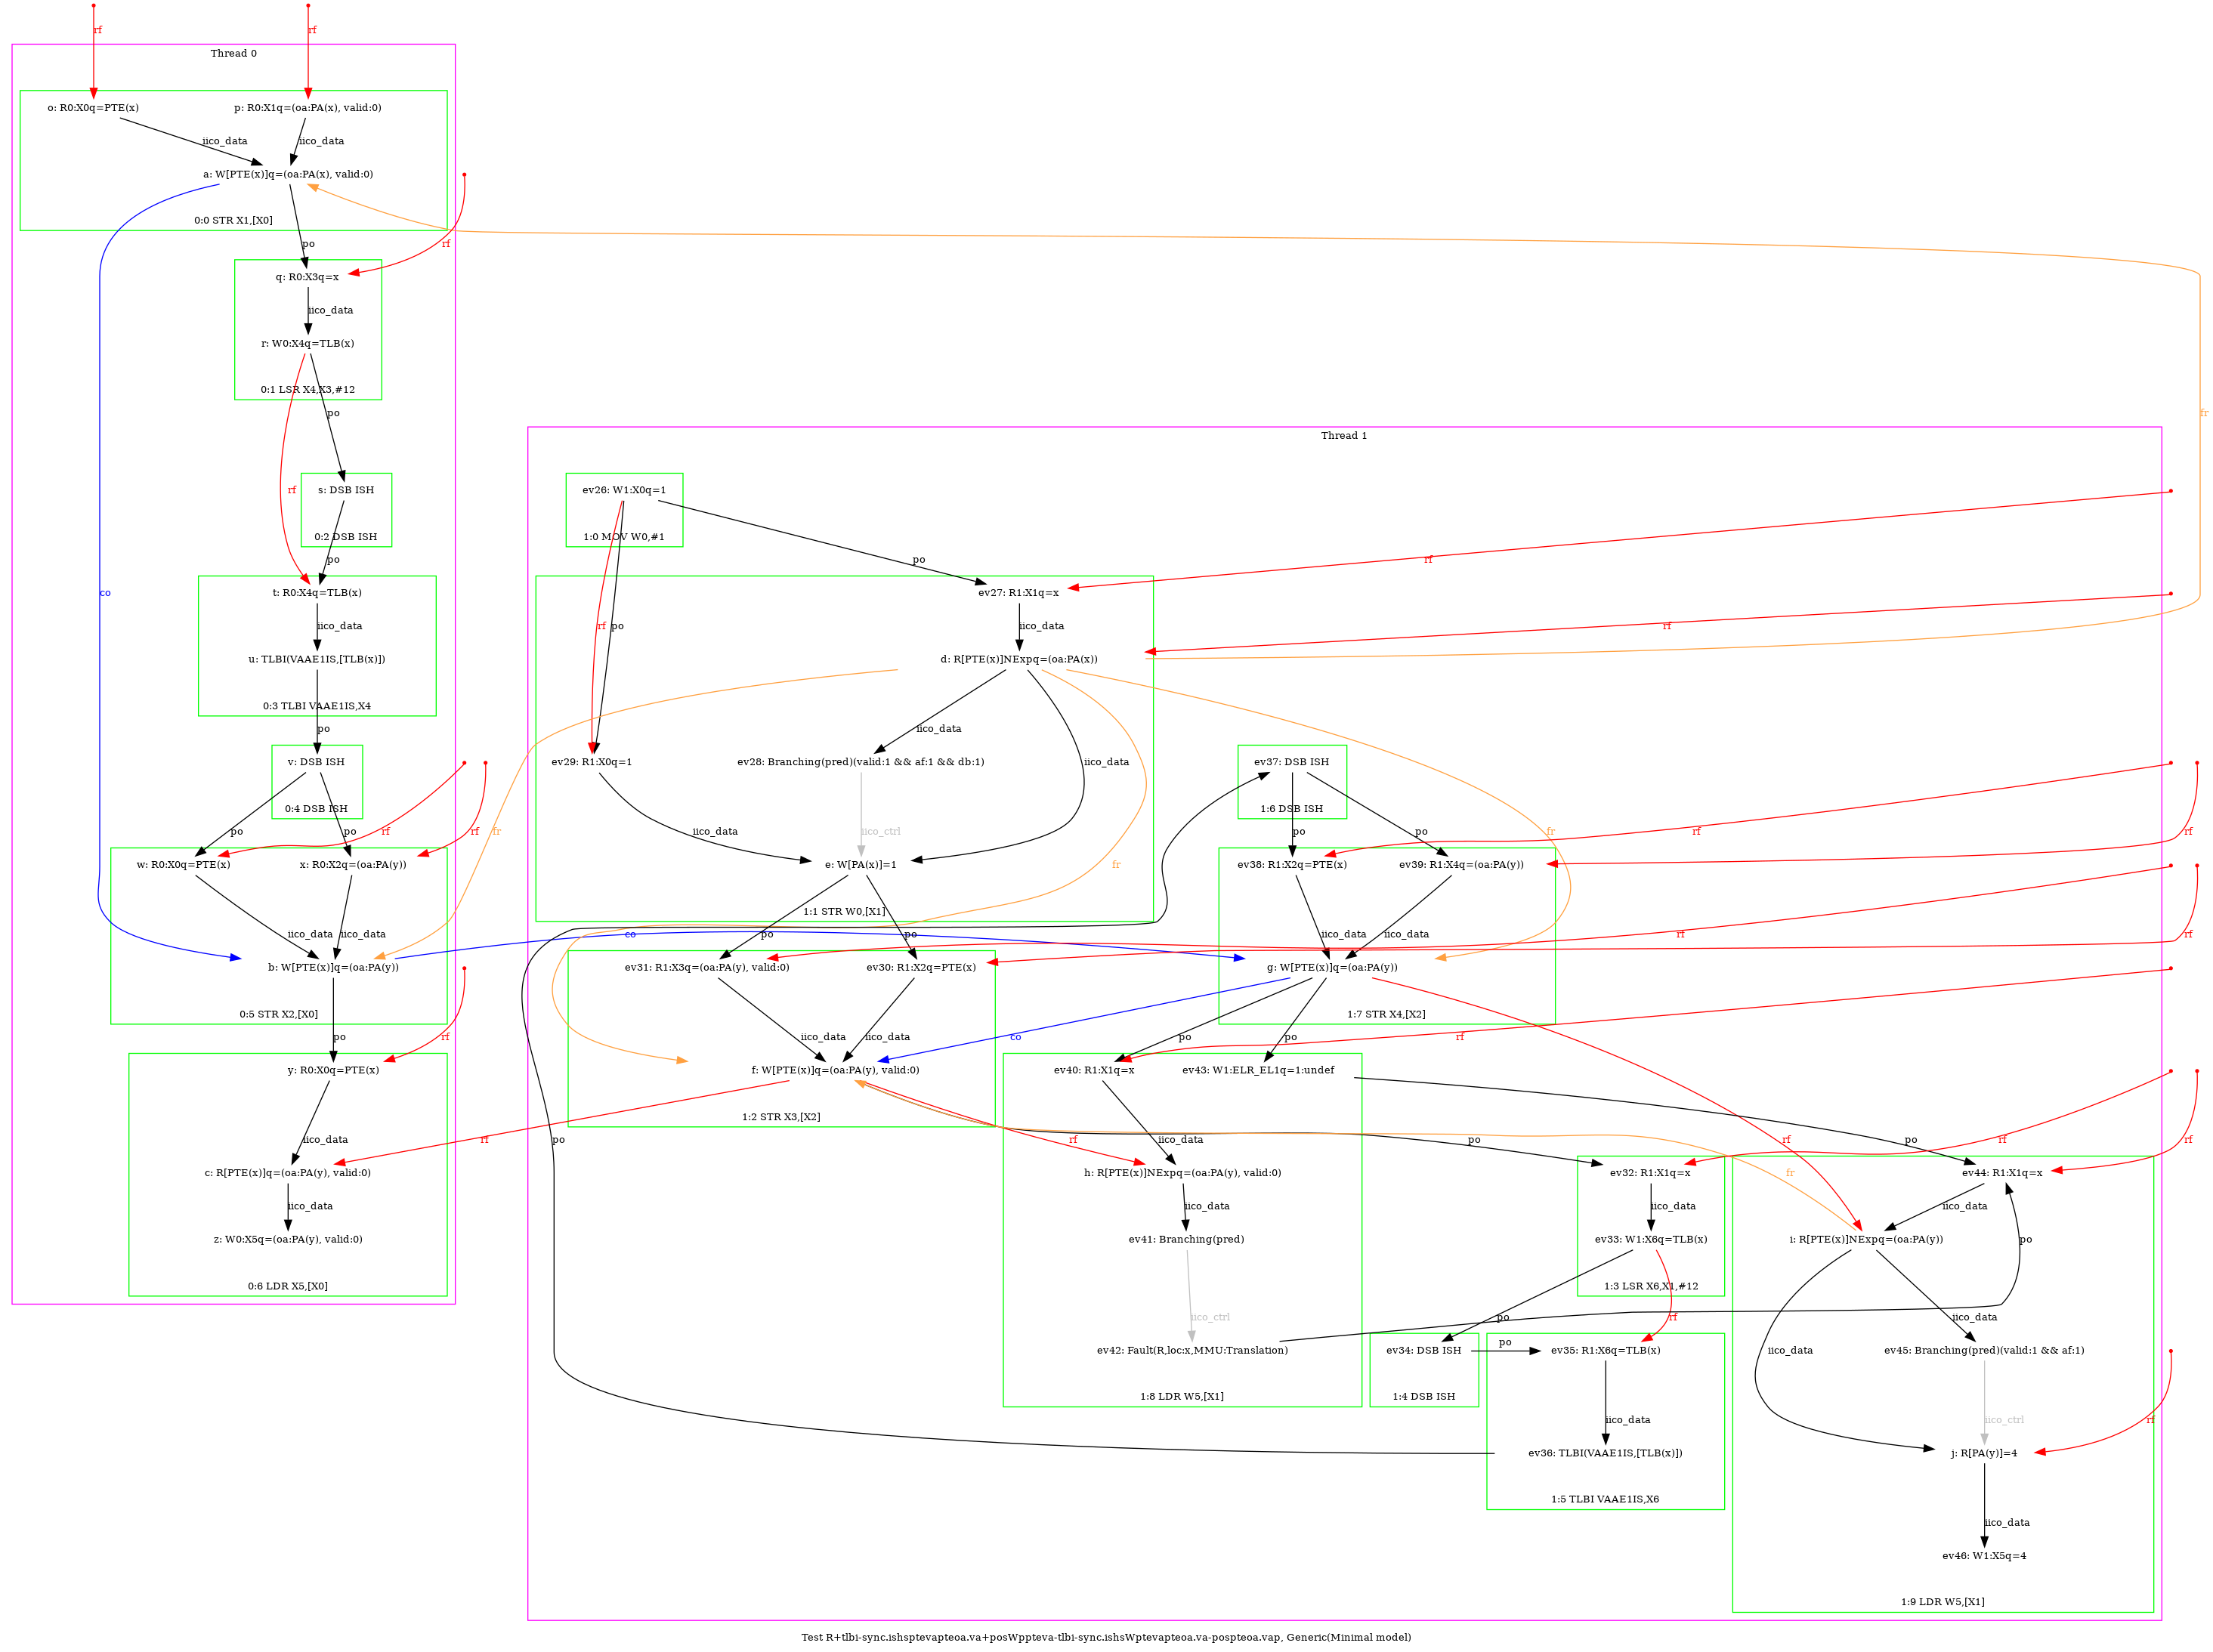 rf
rf
Thread 0
o: R0:X0q=PTE(x)
p: R0:X1q=(oa:PA(x), valid:0)
iico_data
iico_data
a: W[PTE(x)]q=(oa:PA(x), valid:0)
0:0 STR X1,[X0]
po
rf
q: R0:X3q=x
iico_data
r: W0:X4q=TLB(x)
0:1 LSR X4,X3,#12
po
fr
Thread 1
s: DSB ISH
0:2 DSB ISH
rf
po
ev26: W1:X0q=1
1:0 MOV W0,#1
po
rf
co
t: R0:X4q=TLB(x)
iico_data
u: TLBI(VAAE1IS,[TLB(x)])
0:3 TLBI VAAE1IS,X4
po
ev27: R1:X1q=x
rf
po
iico_data
rf
d: R[PTE(x)]NExpq=(oa:PA(x))
iico_data
v: DSB ISH
0:4 DSB ISH
ev29: R1:X0q=1
ev28: Branching(pred)(valid:1 && af:1 && db:1)
iico_data
ev37: DSB ISH
1:6 DSB ISH
po
po
rf
rf
fr
iico_data
iico_ctrl
fr
fr
po
po
rf
rf
w: R0:X0q=PTE(x)
x: R0:X2q=(oa:PA(y))
e: W[PA(x)]=1
1:1 STR W0,[X1]
ev38: R1:X2q=PTE(x)
ev39: R1:X4q=(oa:PA(y))
iico_data
iico_data
po
po
co
iico_data
iico_data
rf
rf
b: W[PTE(x)]q=(oa:PA(y))
0:5 STR X2,[X0]
ev31: R1:X3q=(oa:PA(y), valid:0)
ev30: R1:X2q=PTE(x)
g: W[PTE(x)]q=(oa:PA(y))
1:7 STR X4,[X2]
po
rf
iico_data
iico_data
co
po
po
rf
y: R0:X0q=PTE(x)
f: W[PTE(x)]q=(oa:PA(y), valid:0)
1:2 STR X3,[X2]
ev40: R1:X1q=x
ev43: W1:ELR_EL1q=1:undef
iico_data
rf
rf
iico_data
po
rf
po
rf
rf
po
c: R[PTE(x)]q=(oa:PA(y), valid:0)
h: R[PTE(x)]NExpq=(oa:PA(y), valid:0)
ev32: R1:X1q=x
fr
ev44: R1:X1q=x
iico_data
iico_data
iico_data
iico_data
z: W0:X5q=(oa:PA(y), valid:0)
0:6 LDR X5,[X0]
ev41: Branching(pred)
ev33: W1:X6q=TLB(x)
1:3 LSR X6,X1,#12
i: R[PTE(x)]NExpq=(oa:PA(y))
po
iico_ctrl
po
rf
iico_data
iico_data
ev42: Fault(R,loc:x,MMU:Translation)
1:8 LDR W5,[X1]
ev34: DSB ISH
1:4 DSB ISH
po
ev35: R1:X6q=TLB(x)
ev45: Branching(pred)(valid:1 && af:1)
iico_data
iico_ctrl
rf
ev36: TLBI(VAAE1IS,[TLB(x)])
1:5 TLBI VAAE1IS,X6
j: R[PA(y)]=4
iico_data
ev46: W1:X5q=4
1:9 LDR W5,[X1]
Test R+tlbi-sync.ishsptevapteoa.va+posWppteva-tlbi-sync.ishsWptevapteoa.va-pospteoa.vap, Generic(Minimal model)